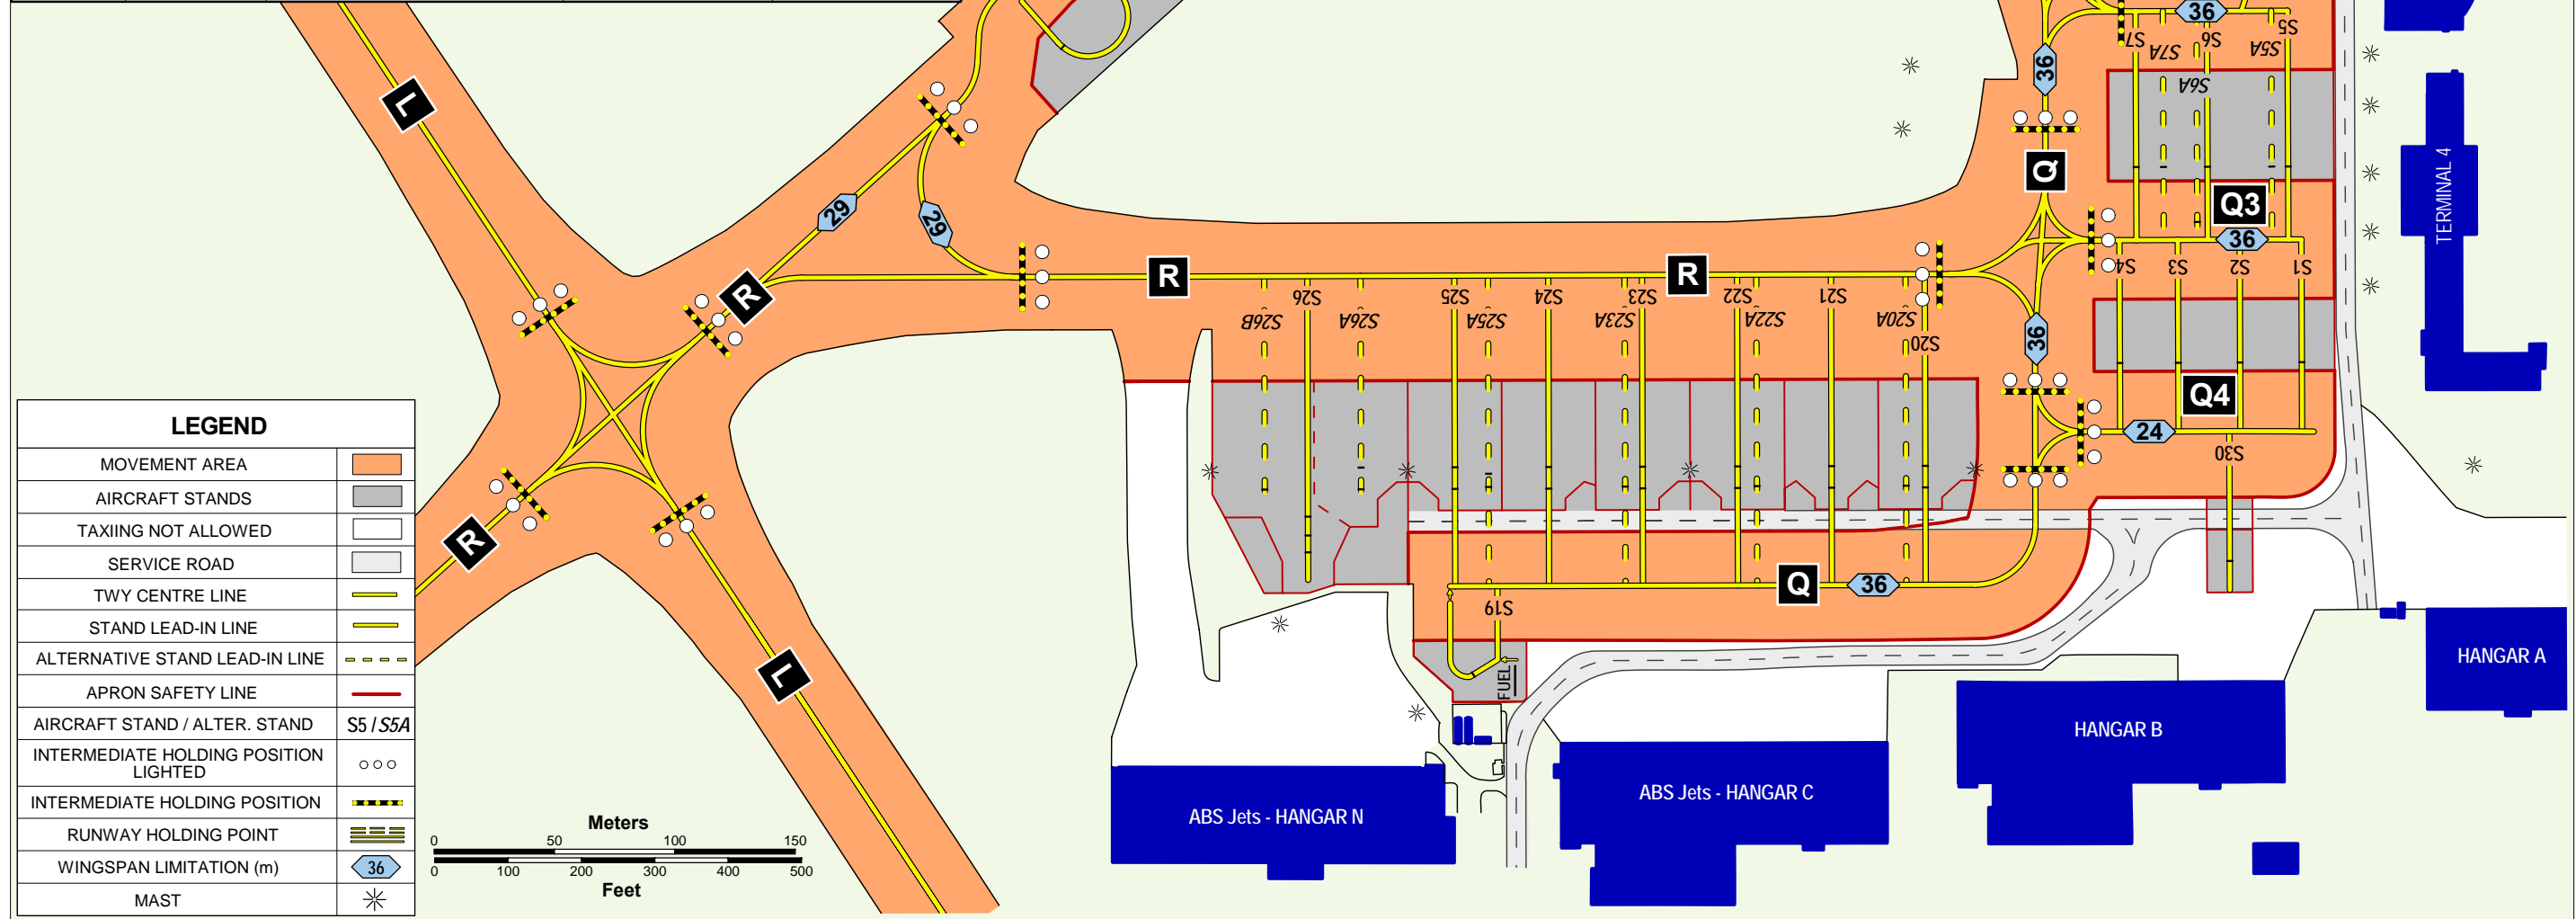 36
S5
S7
S7A
S6
S5A
S6A
36
L
Q
TERMINAL 4
29
29
Q3
36
R
R
R
S4
S3
S2
S1
S26
S25
S24
S23
S22
S21
S26B
S26A
S25A
S23A
S22A
S20A
S20
36
Q4
24
S30
R
Q
36
S19
FUEL
L
HANGAR A
HANGAR B
ABS Jets - HANGAR C
ABS Jets - HANGAR N
LEGEND
MOVEMENT AREA
AIRCRAFT STANDS
TAXIING NOT ALLOWED
SERVICE ROAD
TWY CENTRE LINE
STAND LEAD-IN LINE
ALTERNATIVE STAND LEAD-IN LINE
APRON SAFETY LINE
AIRCRAFT STAND / ALTER. STAND S5 / S5A
INTERMEDIATE HOLDING POSITION
LIGHTED
INTERMEDIATE HOLDING POSITION
RUNWAY HOLDING POINT
WINGSPAN LIMITATION (m) 36
MAST
Meters
0 50 100 150
0 100 200 300 400 500
Feet